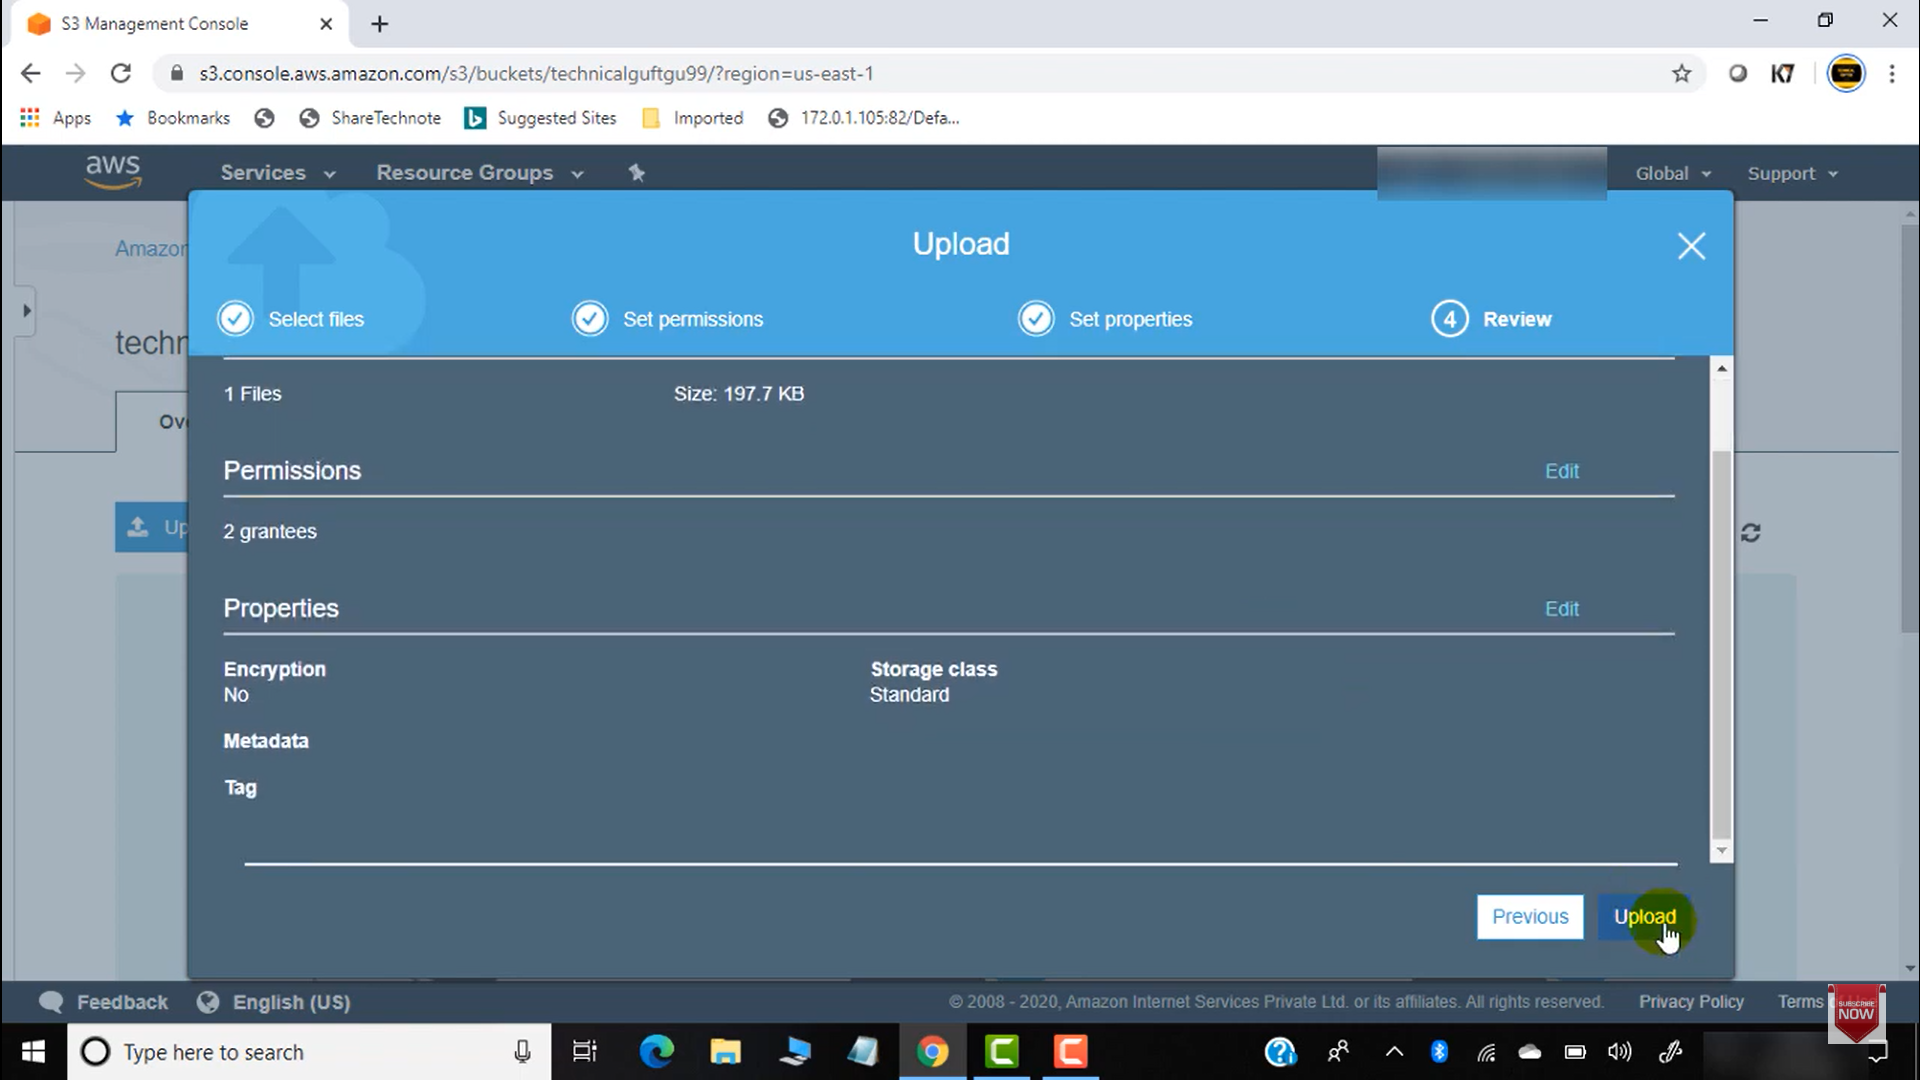 S3 Management Console
s3.console.aws.amazon.com/s3/buckets/technicalguftgu99/?region=us-east-1
K7
Apps
Bookmarks
ShareTechnote
Suggested Sites
Imported
172.0.1.105:82/Defa...
aws
Services
Resource Groups
Global
Support
Amazon
Upload
Select files
Set permissions
Set properties
4 Review
techn
1 Files
Size: 197.7 KB
Ove
Permissions
Edit
Up
2 grantees
Properties
Edit
Encryption
No
Storage class
Standard
Metadata
Tag
Previous
Upload
Feedback
English (US)
© 2008 - 2020, Amazon Internet Services Private Ltd. or its affiliates. All rights reserved.
Privacy Policy
Terms
SUBSCRIBE
NOW
Type here to search